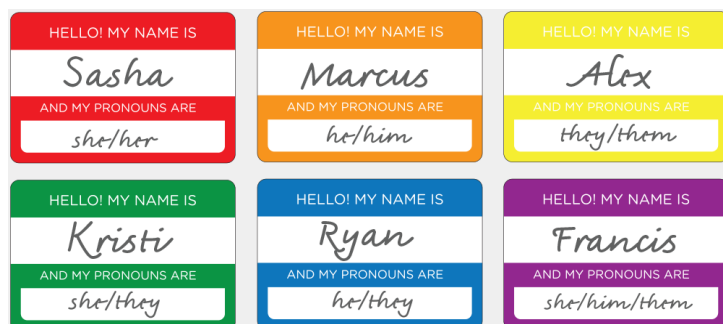 HELLO! MY NAME IS
Sasha
AND MY PRONOUNS ARE
she/her
HELLO! MY NAME IS
Marcus
AND MY PRONOUNS ARE
he/him
HELLO! MY NAME IS
Alex
AND MY PRONOUNS ARE
they/them
HELLO! MY NAME IS
Kristi
AND MY PRONOUNS ARE
she/they
HELLO! MY NAME IS
Ryan
AND MY PRONOUNS ARE
he/they
HELLO! MY NAME IS
Francis
AND MY PRONOUNS ARE
she/him/them